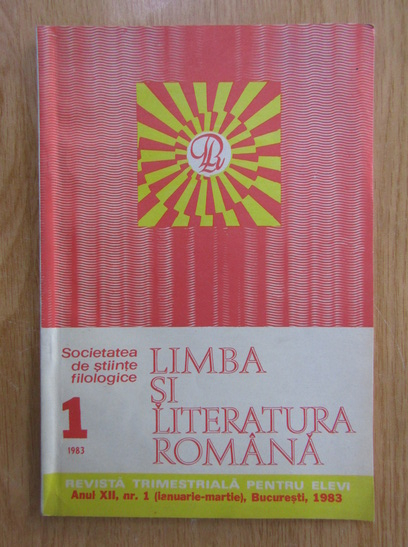 Societatea
de științe
filologice
1
1983
LIMBA
ȘI
LITERATURA
ROMÂNĂ
REVISTĂ TRIMESTRIALĂ PENTRU ELEVI
Anul XII, nr. 1 (ianuarie-martie), București, 1983